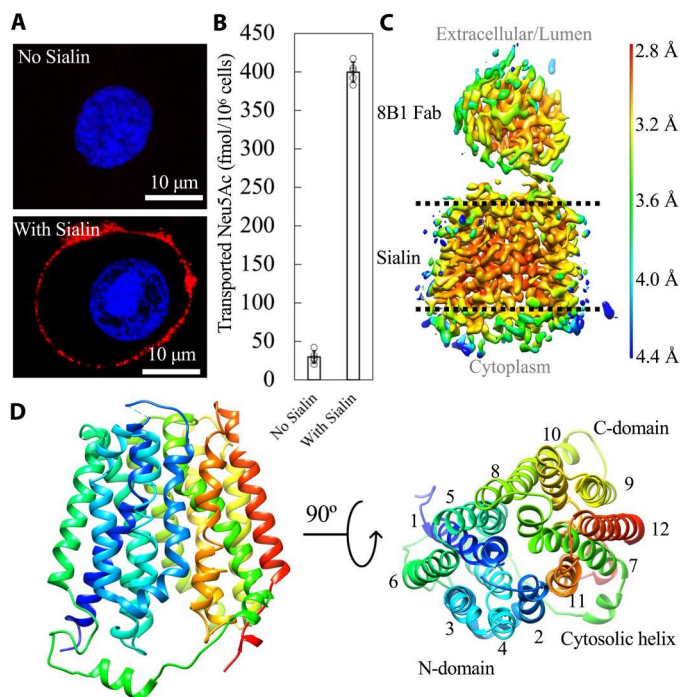 A
No Sialin
10 µm
With Sialin
10 µm
B
Transported Neu5Ac (fmol/10⁶ cells)
450
400
350
300
250
200
150
100
50
0
No Sialin
With Sialin
C
Extracellular/Lumen
8B1 Fab
Sialin
Cytoplasm
2.8 Å
3.2 Å
3.6 Å
4.0 Å
4.4 Å
D
90º
10
C-domain
8
9
5
1
12
6
7
11
3
2
4
Cytosolic helix
N-domain